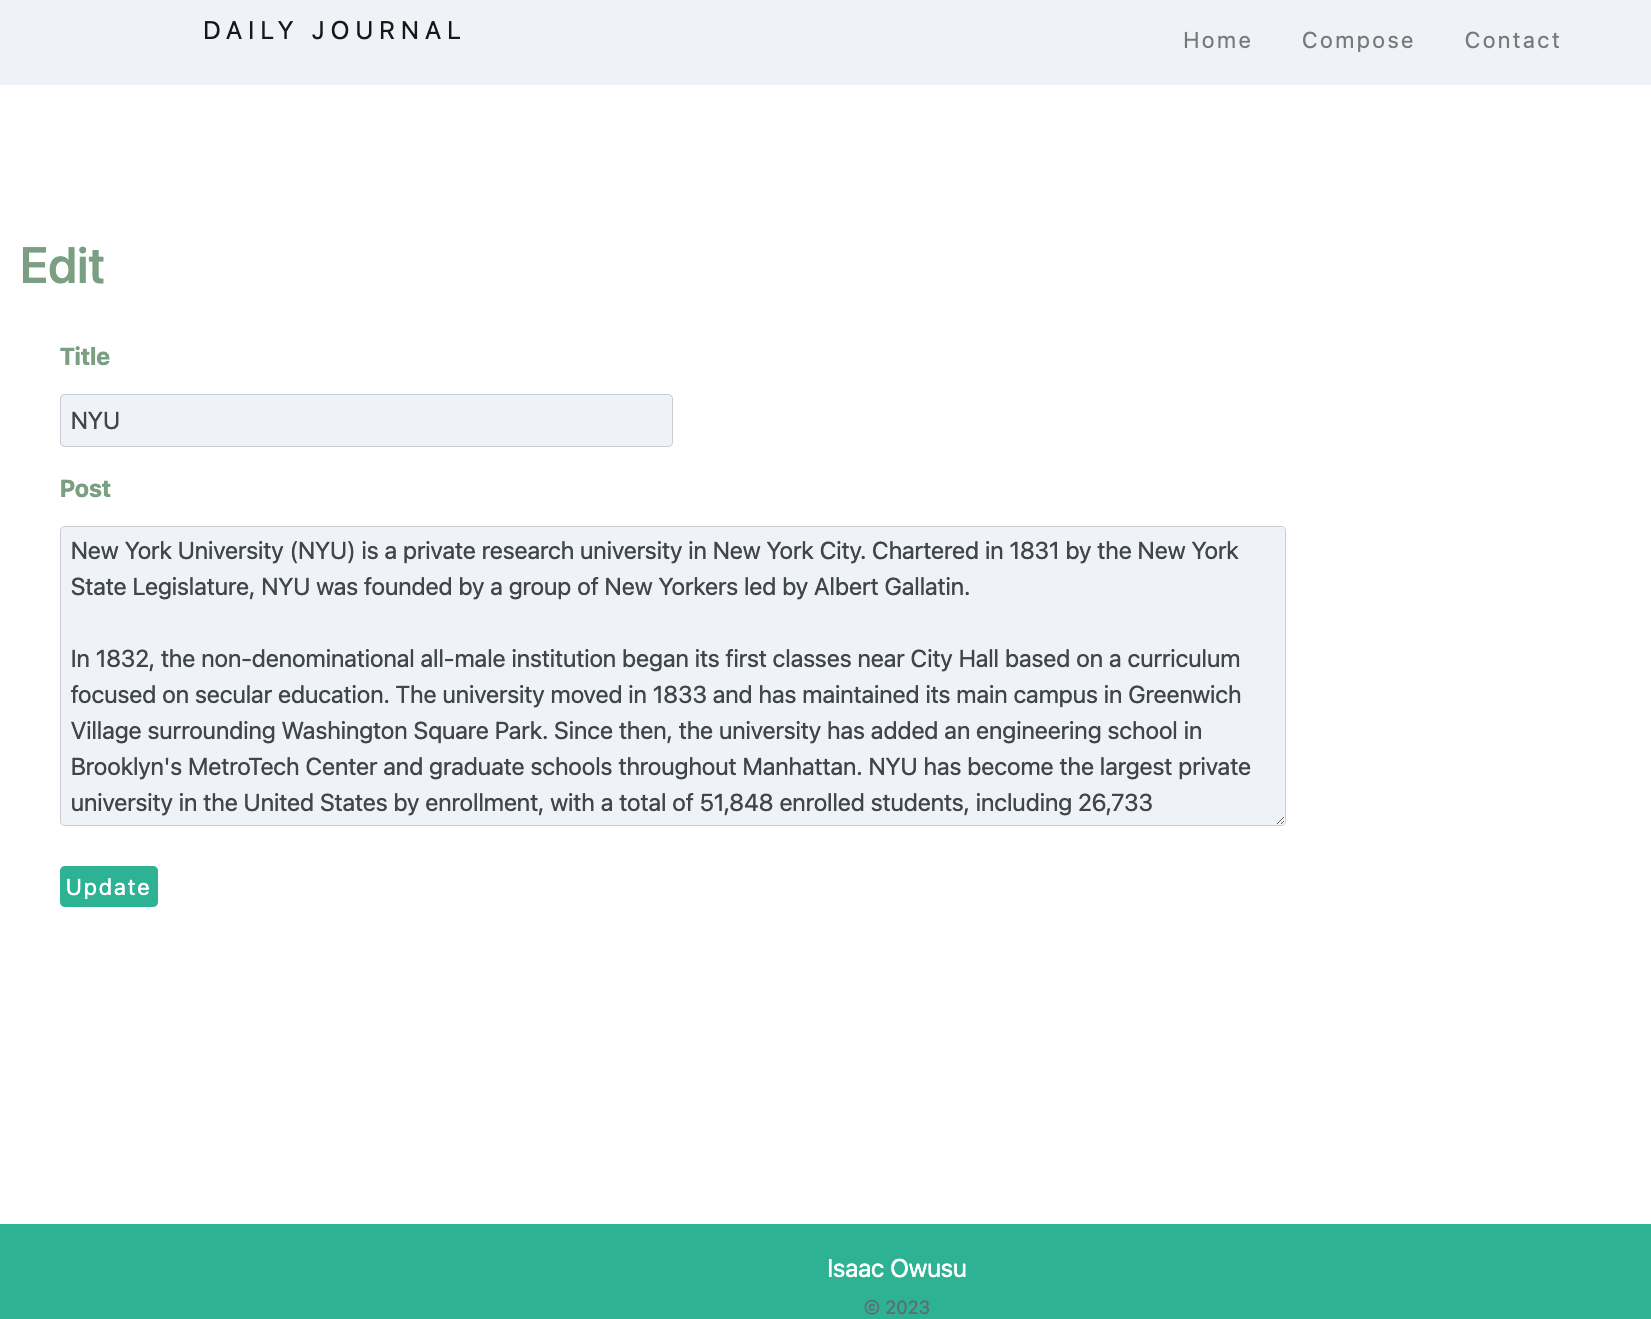 DAILY JOURNAL
Home Compose Contact
Edit
Title
NYU
Post
New York University (NYU) is a private research university in New York City. Chartered in 1831 by the New York
State Legislature, NYU was founded by a group of New Yorkers led by Albert Gallatin.
In 1832, the non-denominational all-male institution began its first classes near City Hall based on a curriculum
focused on secular education. The university moved in 1833 and has maintained its main campus in Greenwich
Village surrounding Washington Square Park. Since then, the university has added an engineering school in
Brooklyn's MetroTech Center and graduate schools throughout Manhattan. NYU has become the largest private
university in the United States by enrollment, with a total of 51,848 enrolled students, including 26,733
Update
Isaac Owusu
© 2023